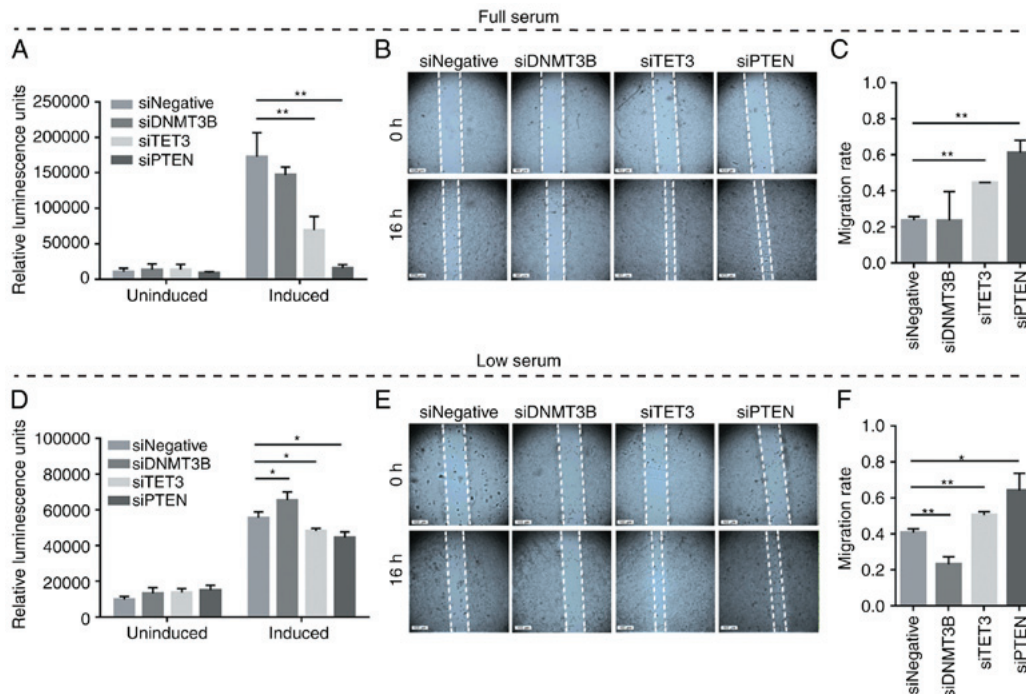 Full serum
A
Relative luminescence units
250000
200000
150000
100000
50000
0
siNegative
siDNMT3B
siTET3
siPTEN
**
**
Uninduced
Induced
B
siNegative siDNMT3B siTET3 siPTEN
0 h
16 h
C
Migration rate
1.0
0.8
0.6
0.4
0.2
0.0
**
**
siNegative
siDNMT3B
siTET3
siPTEN
Low serum
D
Relative luminescence units
100000
80000
60000
40000
20000
0
siNegative
siDNMT3B
siTET3
siPTEN
*
*
*
Uninduced
Induced
E
siNegative siDNMT3B siTET3 siPTEN
0 h
16 h
F
Migration rate
1.0
0.8
0.6
0.4
0.2
0.0
*
**
**
siNegative
siDNMT3B
siTET3
siPTEN